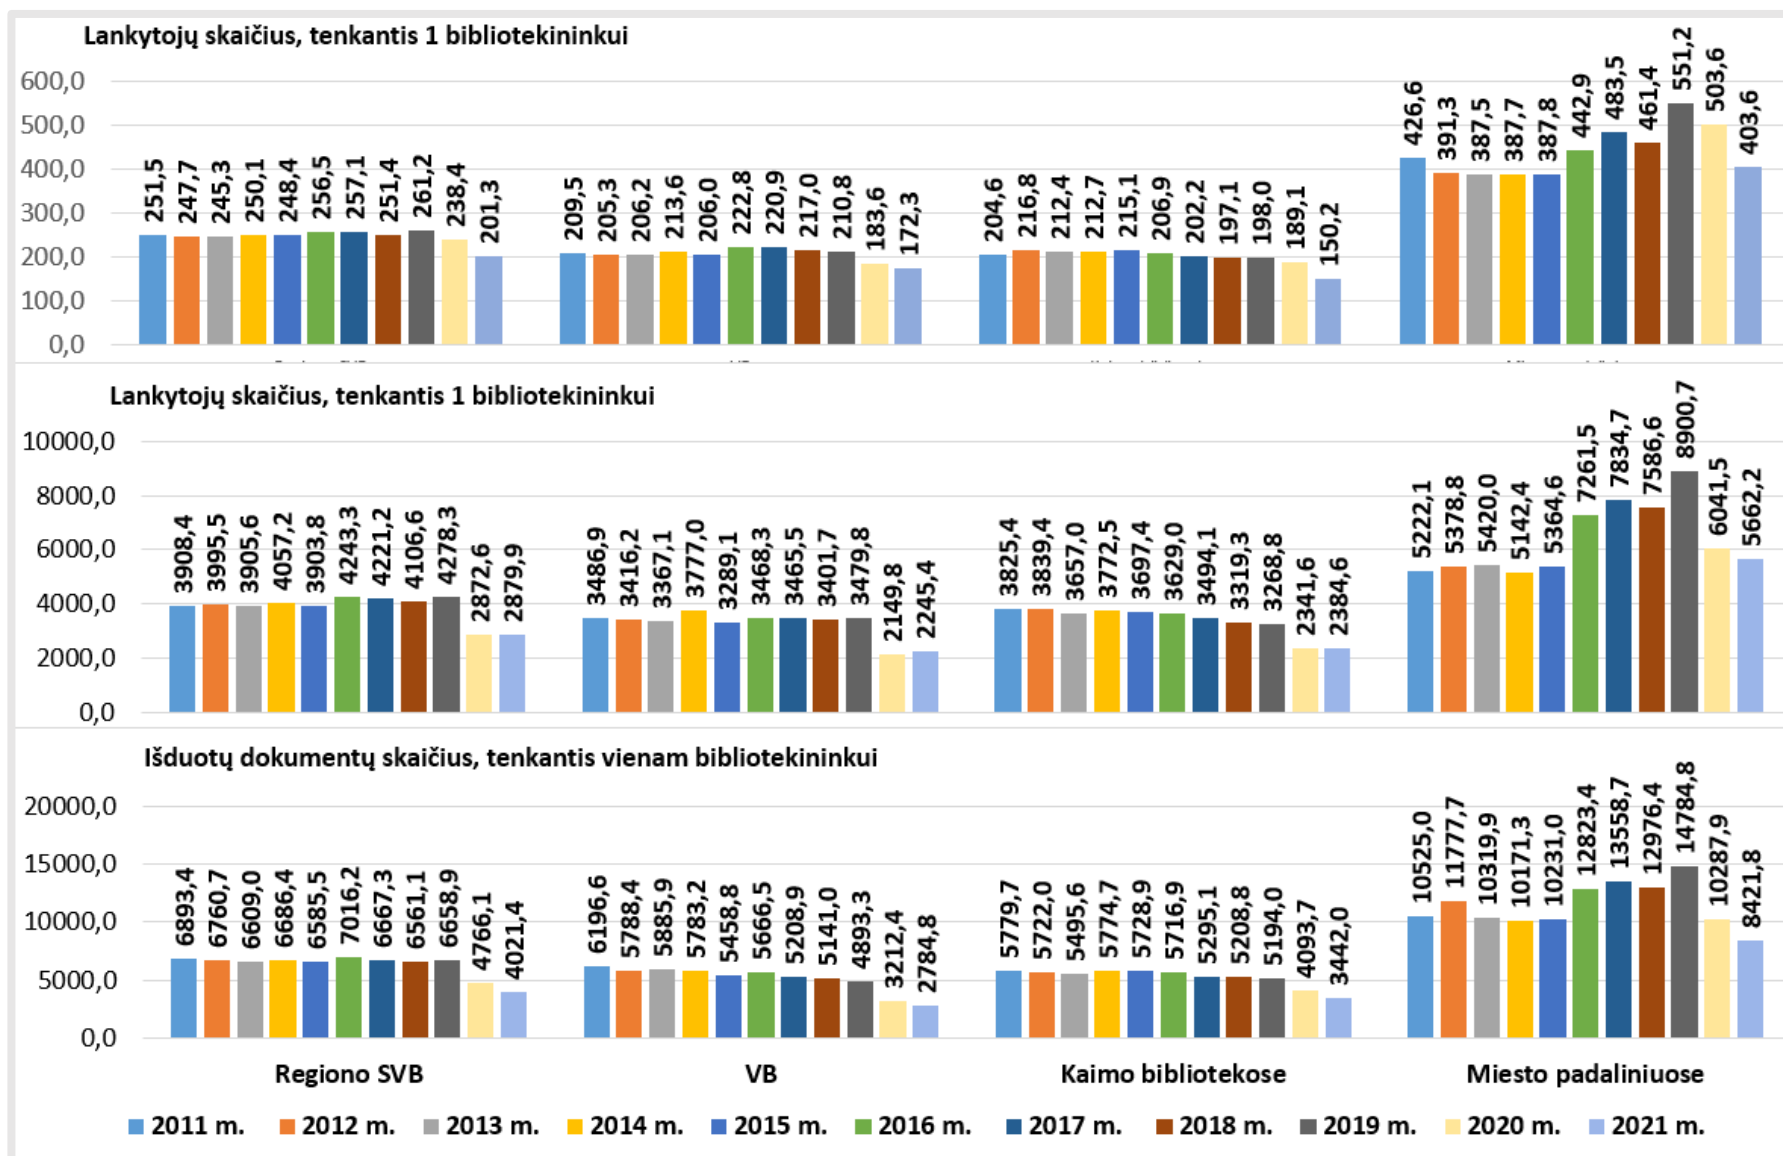 Lankytojų skaičius, tenkantis 1 bibliotekininkui
600,0
500,0
400,0
300,0
200,0
100,0
0,0
251,5 247,7 245,3 250,1 248,4 256,5 257,1 251,4 261,2 238,4 201,3
209,5 205,3 206,2 213,6 206,0 222,8 220,9 217,0 210,8 183,6 172,3
204,6 216,8 212,4 212,7 215,1 206,9 202,2 197,1 198,0 189,1 150,2
426,6 391,3 387,5 387,7 387,8 442,9 483,5 461,4 551,2 503,6 403,6
Lankytojų skaičius, tenkantis 1 bibliotekininkui
10000,0
8000,0
6000,0
4000,0
2000,0
0,0
3908,4 3995,5 3905,6 4057,2 3903,8 4243,3 4221,2 4106,6 4278,3 2872,6 2879,9
3486,9 3416,2 3367,1 3777,0 3289,1 3468,3 3465,5 3401,7 3479,8 2149,8 2245,4
3825,4 3839,4 3657,0 3772,5 3697,4 3629,0 3494,1 3319,3 3268,8 2341,6 2384,6
5222,1 5378,8 5420,0 5142,4 5364,6 7261,5 7834,7 7586,6 8900,7 6041,5 5662,2
Išduotų dokumentų skaičius, tenkantis vienam bibliotekininkui
20000,0
15000,0
10000,0
5000,0
0,0
6893,4 6760,7 6609,0 6686,4 6585,5 7016,2 6667,3 6561,1 6658,9 4766,1 4021,4
6196,6 5788,4 5885,9 5783,2 5458,8 5666,5 5208,9 5141,0 4893,3 3212,4 2784,8
5779,7 5722,0 5495,6 5774,7 5728,9 5716,9 5295,1 5208,8 5194,0 4093,7 3442,0
10525,0 11777,7 10319,9 10171,3 10231,0 12823,4 13558,7 12976,4 14784,8 10287,9 8421,8
Regiono SVB VB Kaimo bibliotekose Miesto padaliniuose
2011 m. 2012 m. 2013 m. 2014 m. 2015 m. 2016 m. 2017 m. 2018 m. 2019 m. 2020 m. 2021 m.